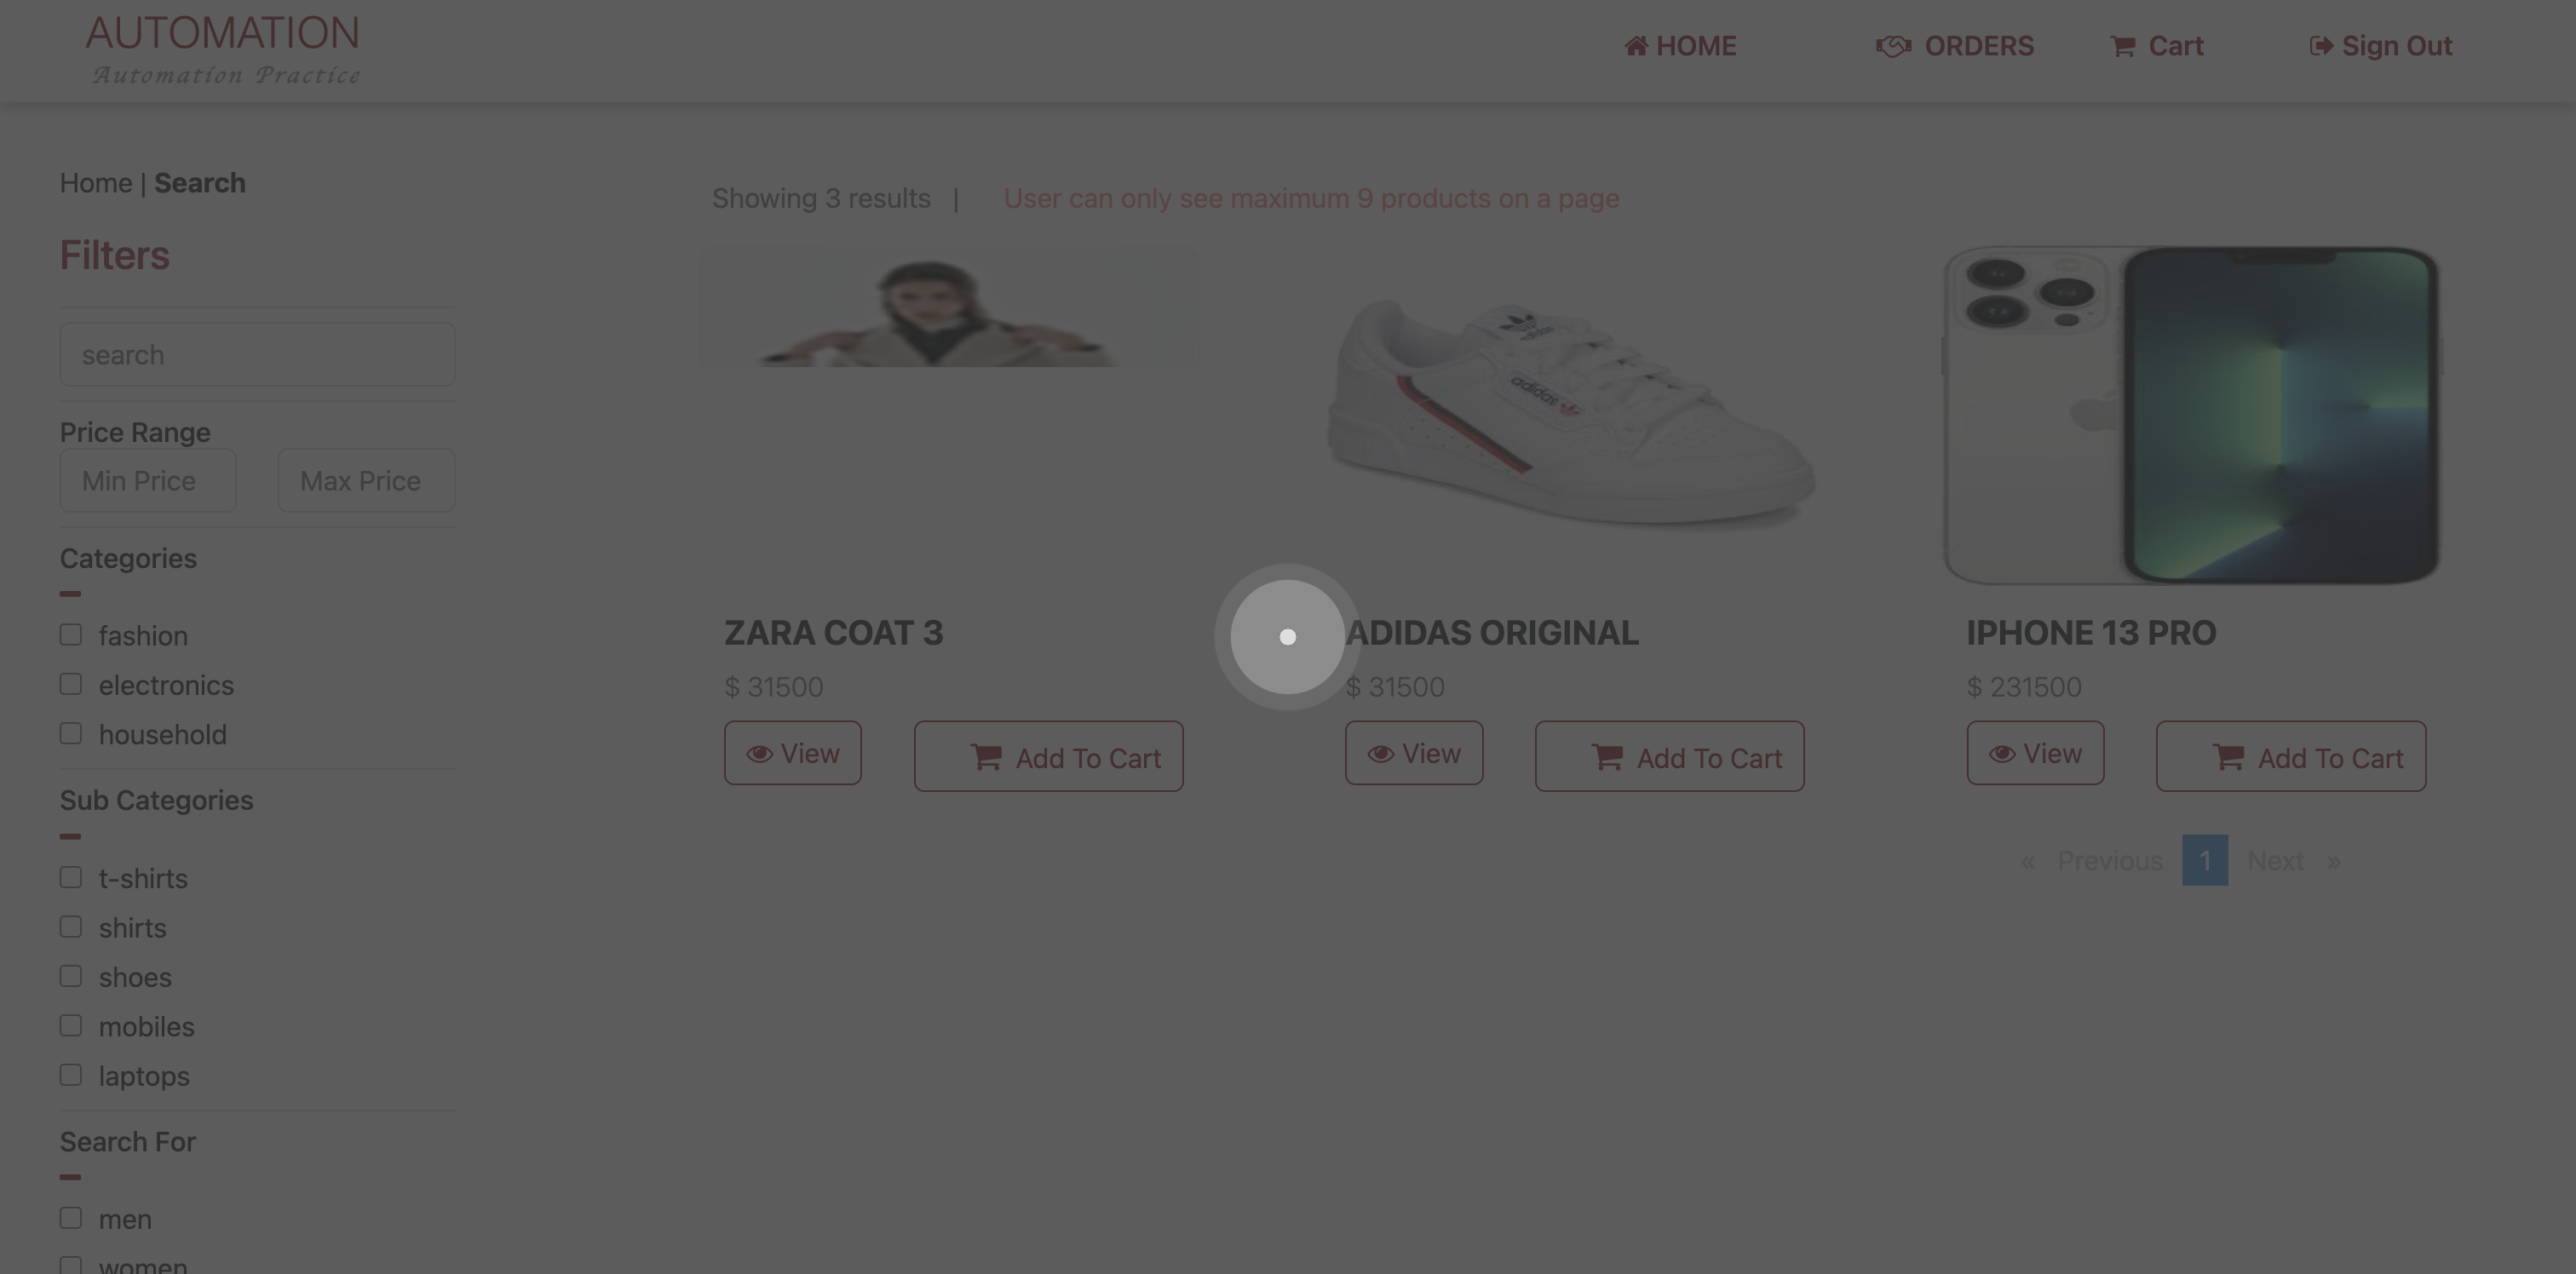 AUTOMATION
Automation Practice
HOME
ORDERS
Cart
Sign Out
Home | Search
Filters
search
Price Range
Min Price
Max Price
Categories
fashion
electronics
household
Sub Categories
t-shirts
shirts
shoes
mobiles
laptops
Search For
men
women
Showing 3 results |
User can only see maximum 9 products on a page
adidas
ZARA COAT 3
$ 31500
View
Add To Cart
ADIDAS ORIGINAL
$ 31500
View
Add To Cart
IPHONE 13 PRO
$ 231500
View
Add To Cart
« Previous 1 Next »